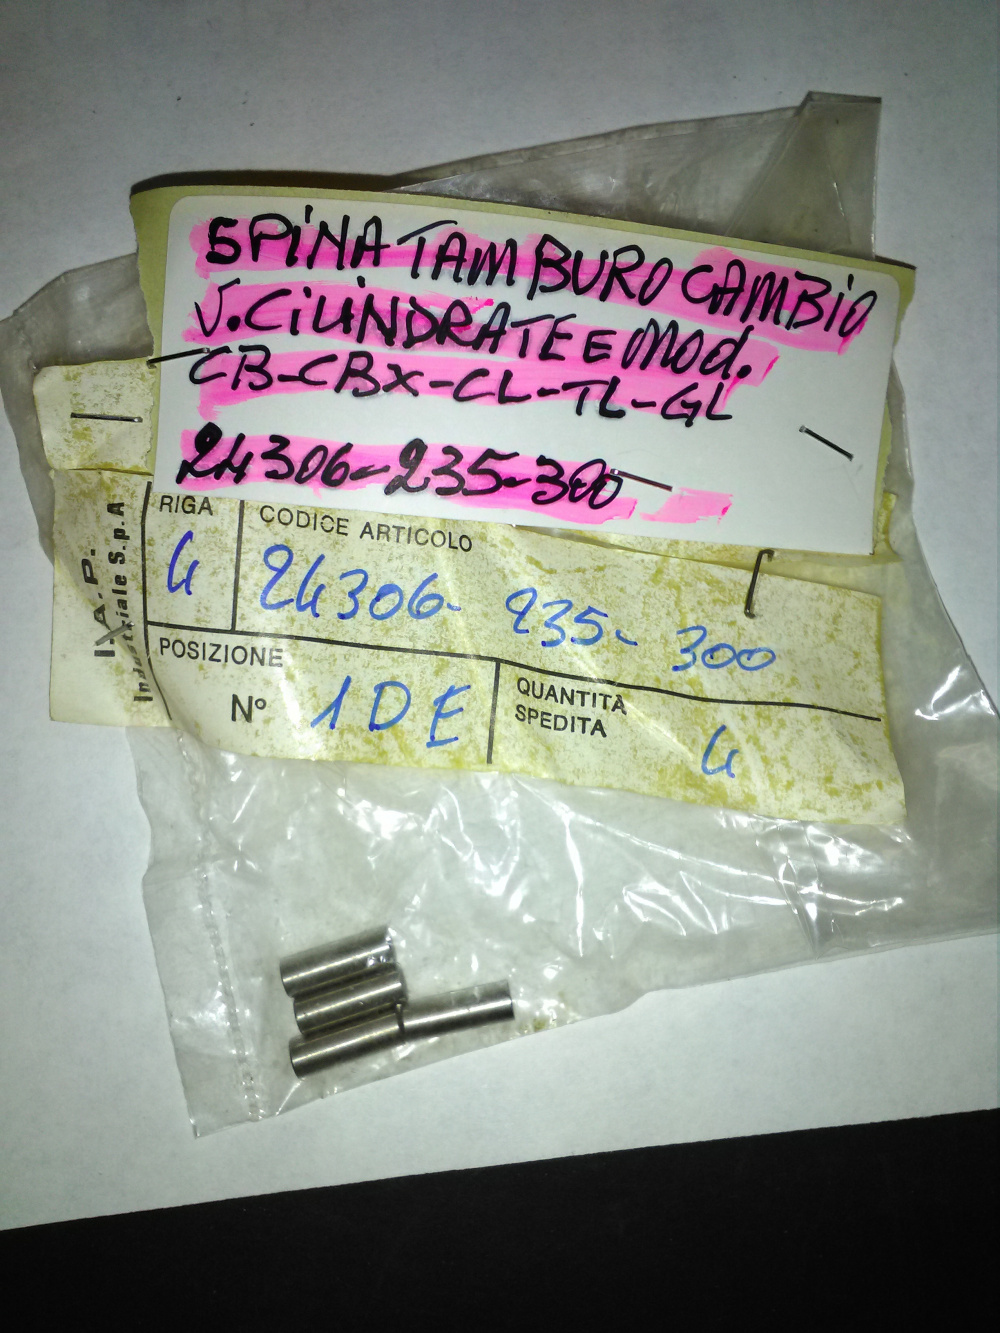 SPINA TAMBURO CAMBIO
V.CILINDRATE E MOD.
CB-CBX-CL-TL-GL
24306-235-300
I.A.P.
Industriale S.p.A
RIGA
4
CODICE ARTICOLO
24306-235-300
POSIZIONE
N° 1DE
QUANTITÀ
SPEDITA
4